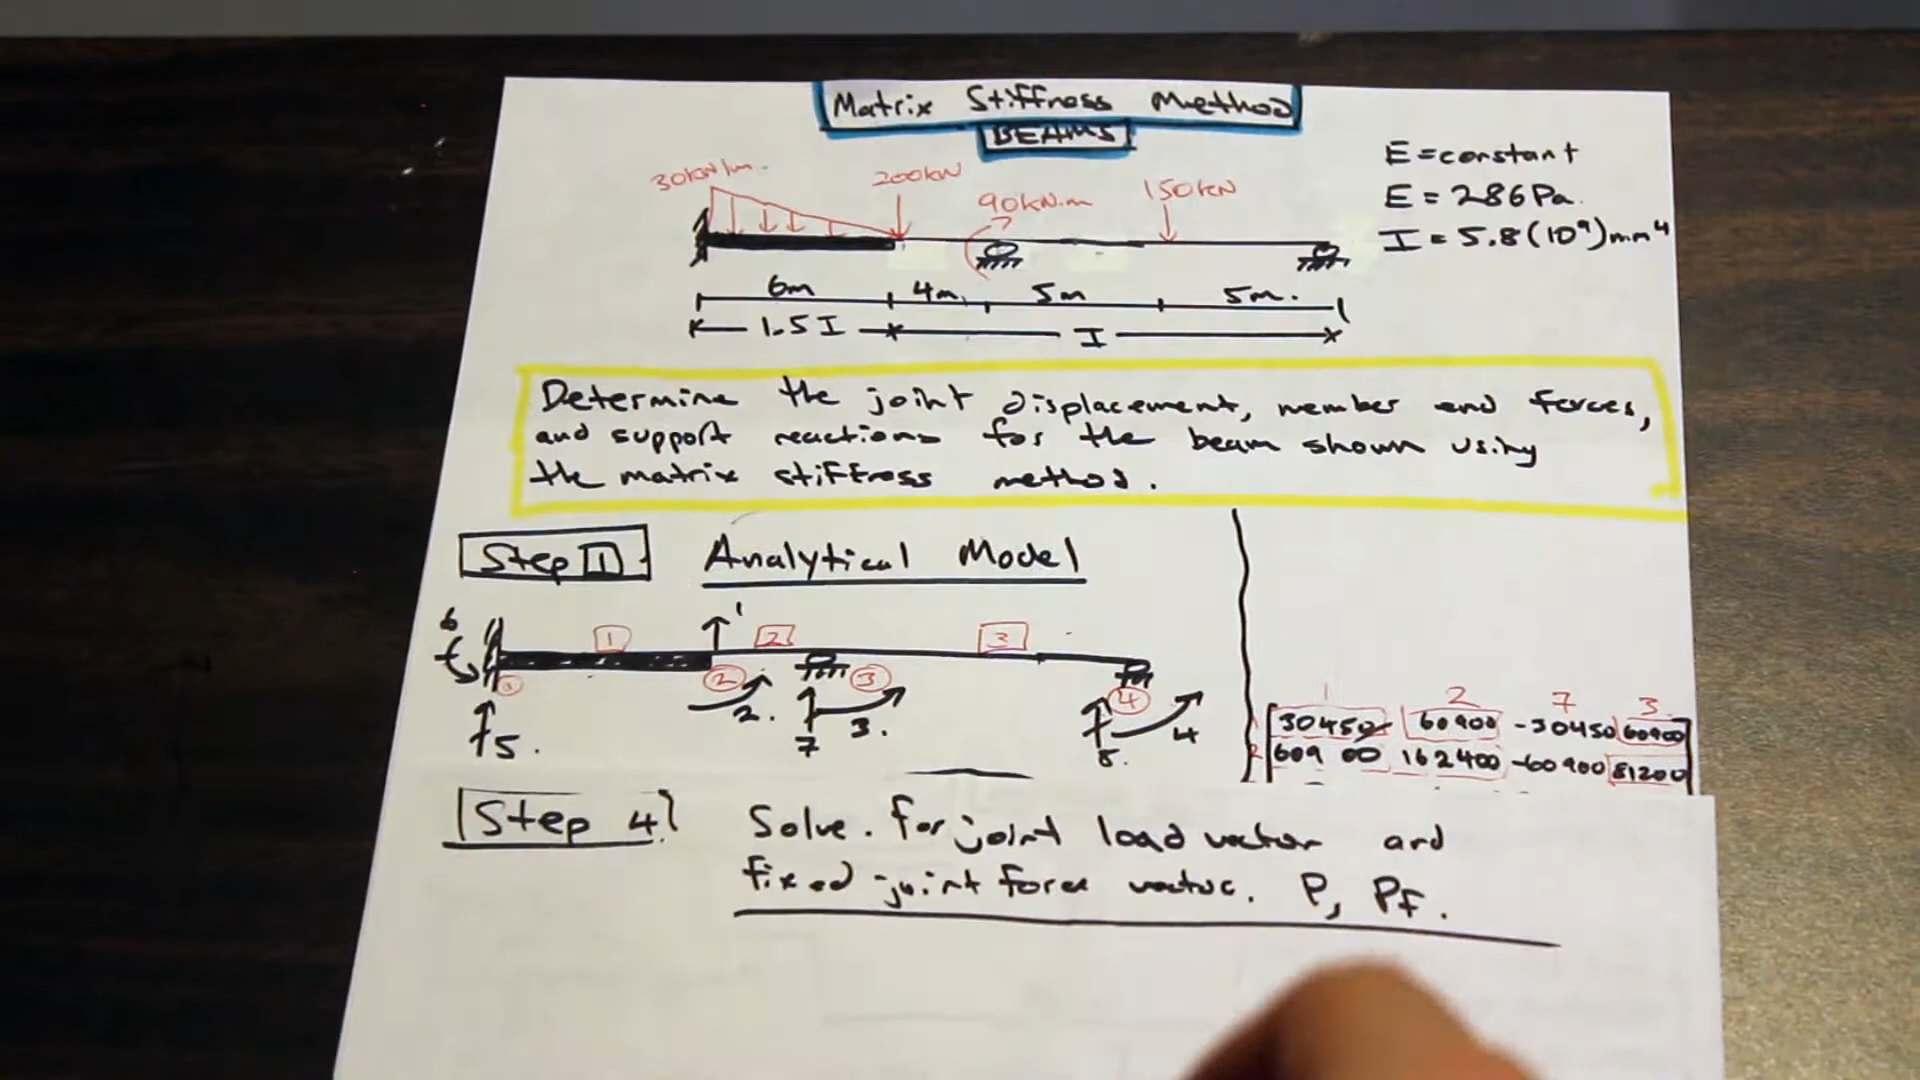 Matrix Stiffness Method
BEAMS
E = constant
E = 28GPa.
I = 5.8(10⁹)mm⁴
30kN/m.
200kN
90kN.m
150kN
6m
4m
5m
5m.
1.5I
I
Determine the joint displacement, member end forces,
and support reactions for the beam shown using
the matrix stiffness method.
Step 1
Analytical Model
6
1
1
2
3
1
2
3
4
5.
2.
7
3.
8.
4
1 2 7 3
1 30450 60900 -30450 60900
2 60900 162400 -60900 81200
Step 4
Solve. for joint load vector and
fixed-joint force vector. P, Pf.